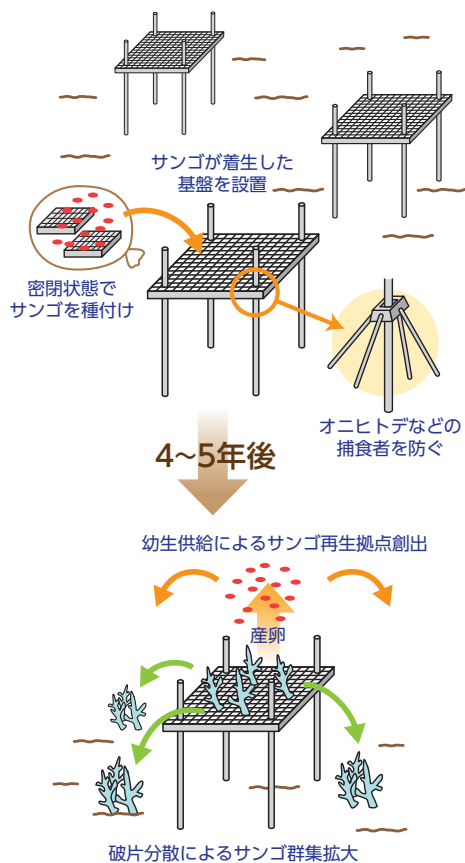 サンゴが着生した
基盤を設置
密閉状態で
サンゴを種付け
オニヒトデなどの
捕食者を防ぐ
4~5年後
幼生供給によるサンゴ再生拠点創出
産卵
破片分散によるサンゴ群集拡大